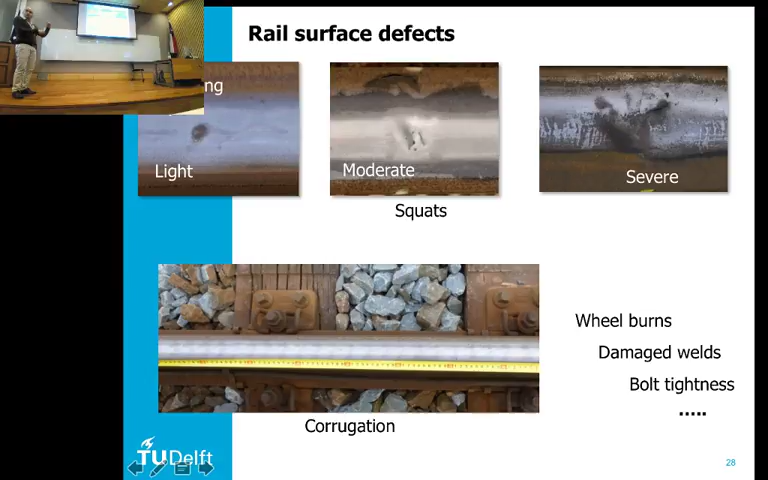 Rail surface defects
ng
Light
Moderate
Severe
Squats
Wheel burns
Damaged welds
Bolt tightness
.....
Corrugation
TUDelft
28